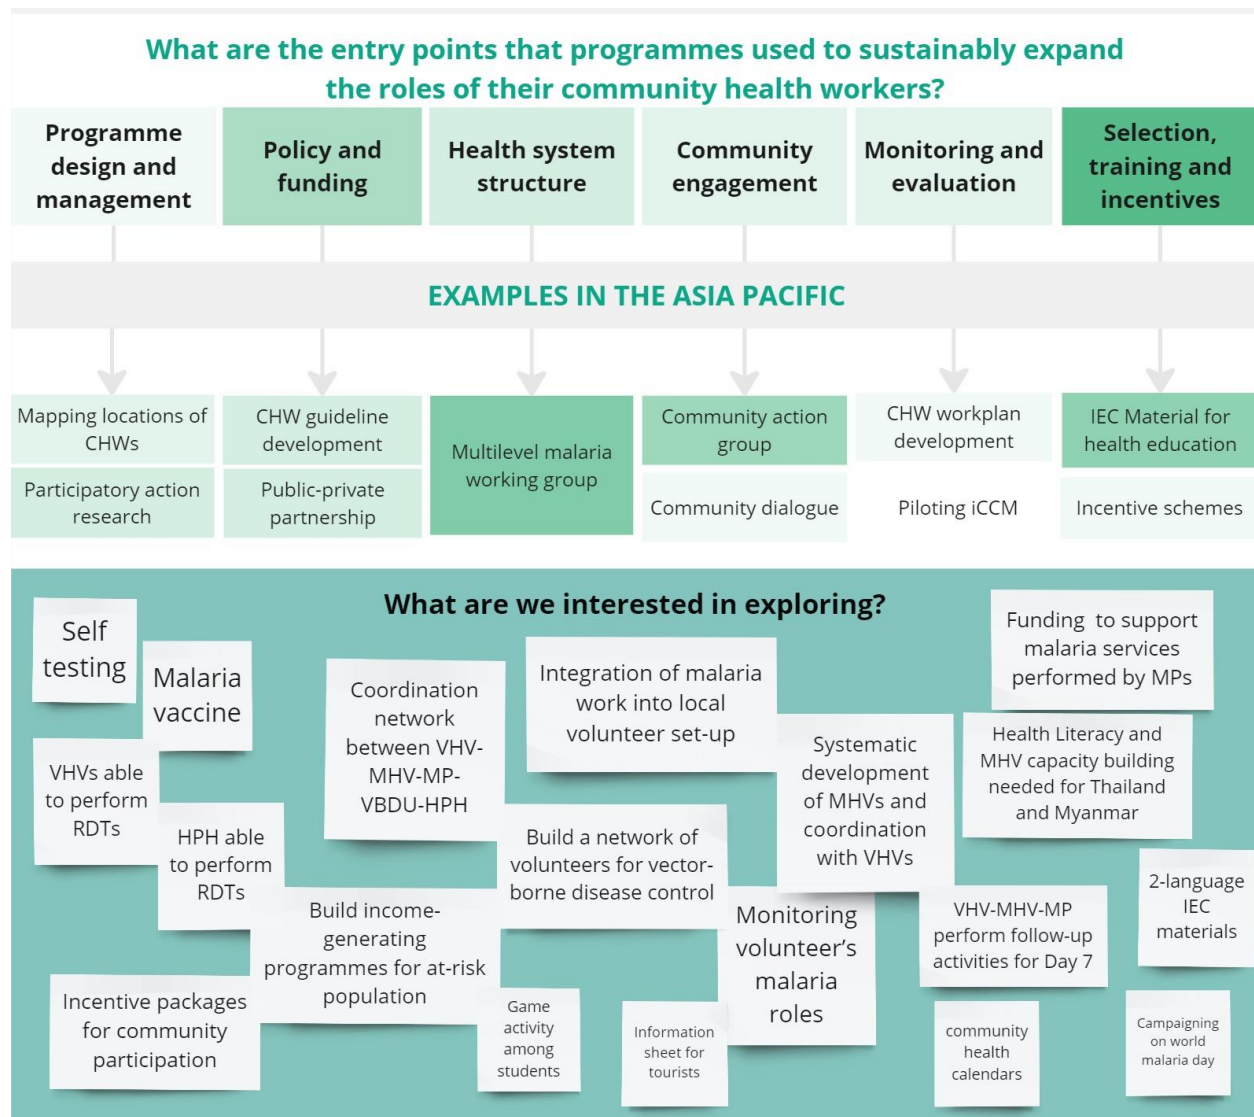 What are the entry points that programmes used to sustainably expand
the roles of their community health workers?
Programme
design and
management
Policy and
funding
Health system
structure
Community
engagement
Monitoring and
evaluation
Selection,
training and
incentives
EXAMPLES IN THE ASIA PACIFIC
Mapping locations of
CHWs
Participatory action
research
CHW guideline
development
Public-private
partnership
Multilevel malaria
working group
Community action
group
Community dialogue
CHW workplan
development
Piloting iCCM
IEC Material for
health education
Incentive schemes
What are we interested in exploring?
Self
testing
Malaria
vaccine
VHVs able
to perform
RDTs
HPH able
to perform
RDTs
Coordination
network
between VHV-
MHV-MP-
VBDU-HPH
Integration of malaria
work into local
volunteer set-up
Funding to support
malaria services
performed by MPs
Systematic
development
of MHVs and
coordination
with VHVs
Health Literacy and
MHV capacity building
needed for Thailand
and Myanmar
Build a network of
volunteers for vector-
borne disease control
Build income-
generating
programmes for at-risk
population
Monitoring
volunteer's
malaria
roles
VHV-MHV-MP
perform follow-up
activities for Day 7
2-language
IEC
materials
Incentive packages
for community
participation
Game
activity
among
students
Information
sheet for
tourists
community
health
calendars
Campaigning
on world
malaria day